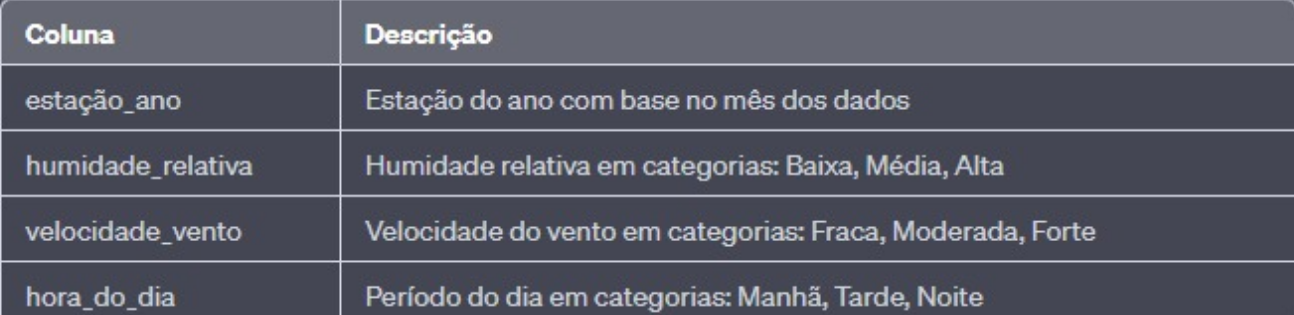 Coluna Descrição
estação_ano Estação do ano com base no mês dos dados
humidade_relativa Humidade relativa em categorias: Baixa, Média, Alta
velocidade_vento Velocidade do vento em categorias: Fraca, Moderada, Forte
hora_do_dia Período do dia em categorias: Manhã, Tarde, Noite